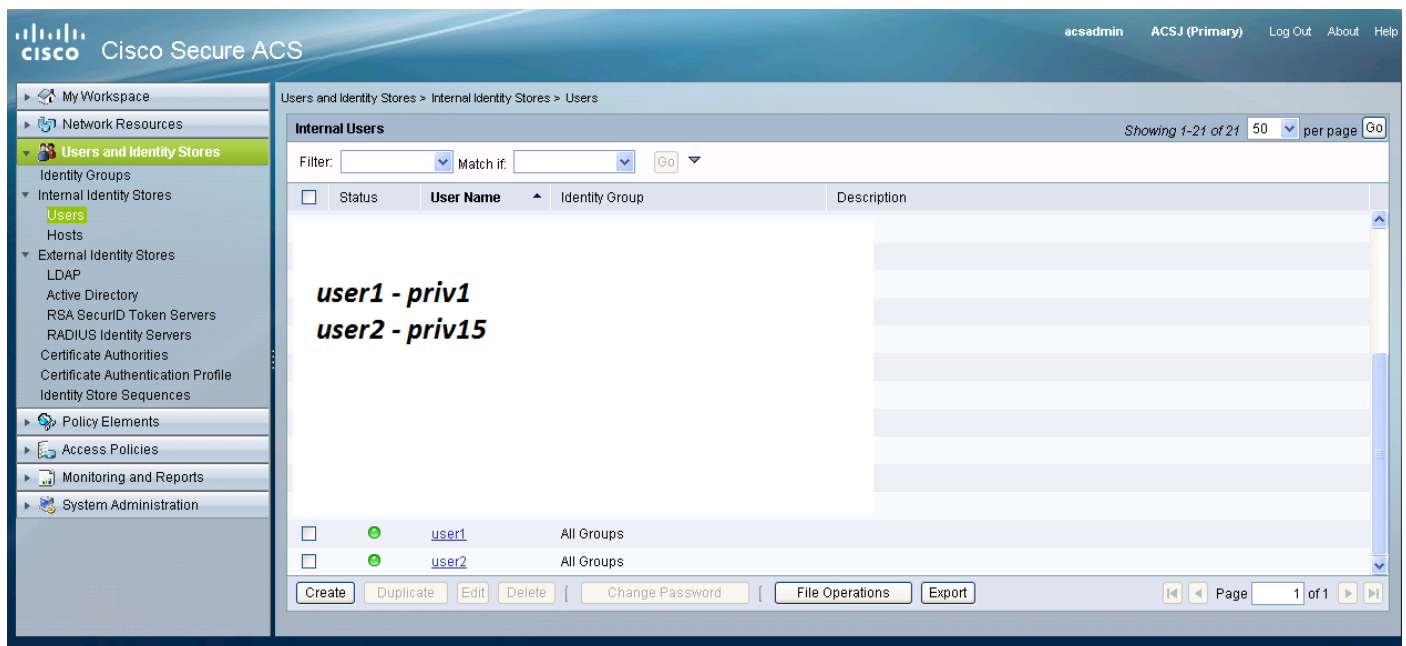 CISCO Cisco Secure ACS
acsadmin ACSJ (Primary) Log Out About Help
My Workspace
Network Resources
Users and Identity Stores
Identity Groups
Internal Identity Stores
Users
Hosts
External Identity Stores
LDAP
Active Directory
RSA SecurID Token Servers
RADIUS Identity Servers
Certificate Authorities
Certificate Authentication Profile
Identity Store Sequences
Policy Elements
Access Policies
Monitoring and Reports
System Administration
Users and Identity Stores > Internal Identity Stores > Users
Internal Users
Showing 1-21 of 21 50 per page Go
Filter: Match if: Go
Status User Name Identity Group Description
user1 - priv1
user2 - priv15
user1 All Groups
user2 All Groups
Create Duplicate Edit Delete | Change Password | File Operations Export
Page 1 of 1